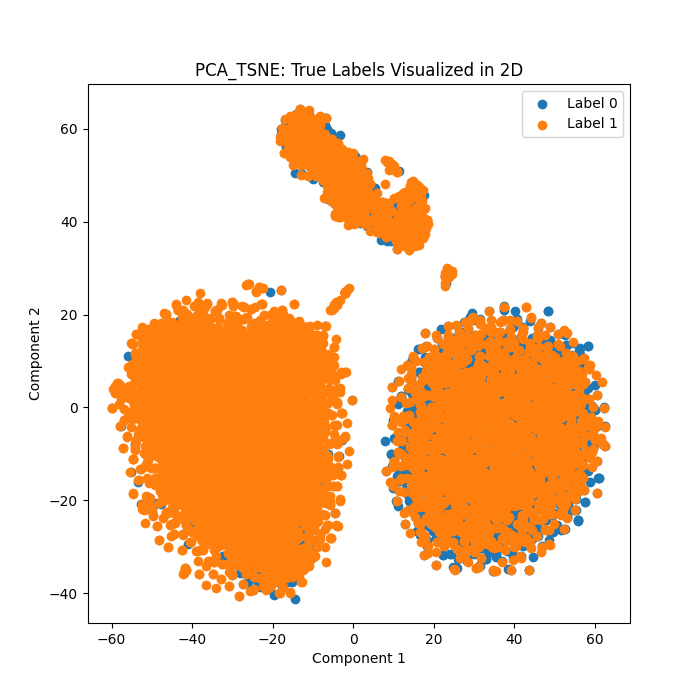 PCA_TSNE: True Labels Visualized in 2D
Label 0
Label 1
60
40
20
0
−20
−40
Component 2
−60
−40
−20
0
20
40
60
Component 1